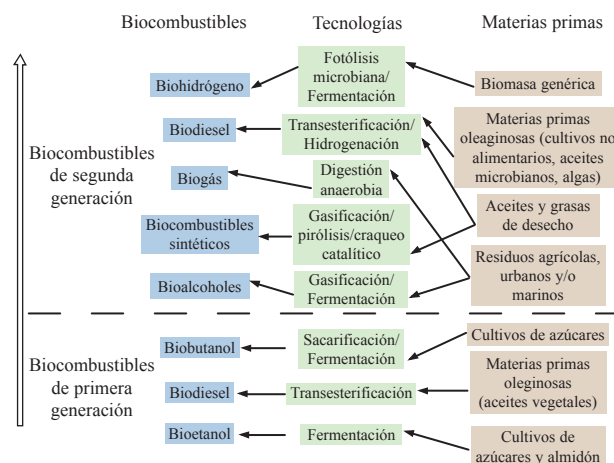 Biocombustibles
Tecnologías
Materias primas
Biocombustibles
de segunda
generación
Biohidrógeno
Fotólisis
microbiana/
Fermentación
Biomasa genérica
Biodiesel
Transesterificación/
Hidrogenación
Materias primas
oleaginosas (cultivos no
alimentarios, aceites
microbianos, algas)
Biogás
Digestión
anaerobia
Aceites y grasas
de desecho
Biocombustibles
sintéticos
Gasificación/
pirólisis/craqueo
catalítico
Residuos agrícolas,
urbanos y/o
marinos
Bioalcoholes
Gasificación/
Fermentación
Biocombustibles
de primera
generación
Biobutanol
Sacarificación/
Fermentación
Cultivos de azúcares
Biodiesel
Transesterificación
Materias primas
oleginosas
(aceites vegetales)
Bioetanol
Fermentación
Cultivos de
azúcares y almidón